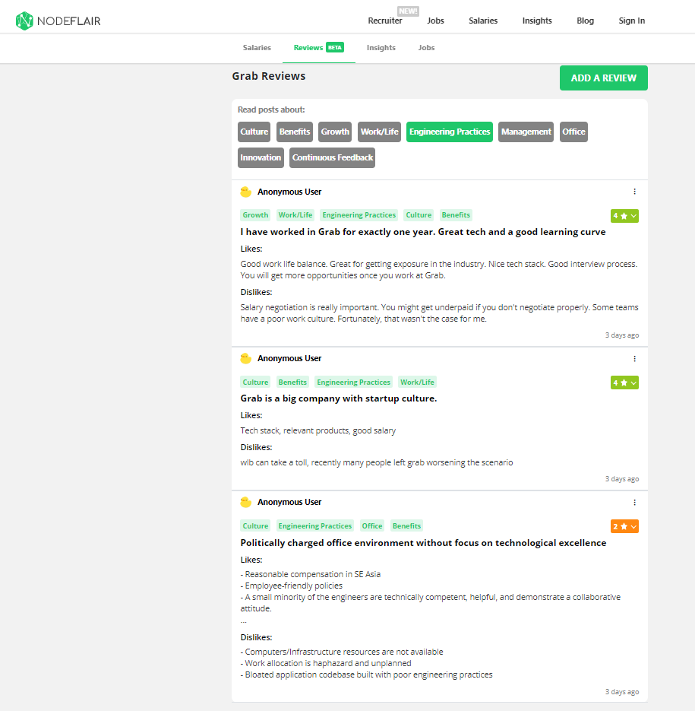 NODEFLAIR
NEW!
Recruiter Jobs Salaries Insights Blog Sign In
Salaries Reviews BETA Insights Jobs
Grab Reviews
ADD A REVIEW
Read posts about:
Culture Benefits Growth Work/Life Engineering Practices Management Office
Innovation Continuous Feedback
Anonymous User
Growth Work/Life Engineering Practices Culture Benefits 4
I have worked in Grab for exactly one year. Great tech and a good learning curve
Likes:
Good work life balance. Great for getting exposure in the industry. Nice tech stack. Good interview process.
You will get more opportunities once you work at Grab.
Dislikes:
Salary negotiation is really important. You might get underpaid if you don't negotiate properly. Some teams
have a poor work culture. Fortunately, that wasn't the case for me.
3 days ago
Anonymous User
Culture Benefits Engineering Practices Work/Life 4
Grab is a big company with startup culture.
Likes:
Tech stack, relevant products, good salary
Dislikes:
wlb can take a toll, recently many people left grab worsening the scenario
3 days ago
Anonymous User
Culture Engineering Practices Office Benefits 2
Politically charged office environment without focus on technological excellence
Likes:
- Reasonable compensation in SE Asia
- Employee-friendly policies
- A small minority of the engineers are technically competent, helpful, and demonstrate a collaborative
attitude.
...
Dislikes:
- Computers/Infrastructure resources are not available
- Work allocation is haphazard and unplanned
- Bloated application codebase built with poor engineering practices
3 days ago